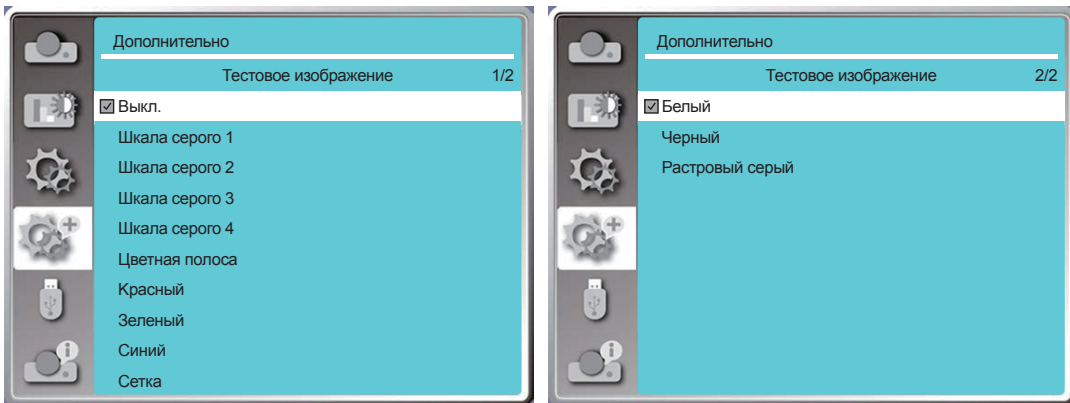 Дополнительно
Тестовое изображение 1/2
Выкл.
Шкала серого 1
Шкала серого 2
Шкала серого 3
Шкала серого 4
Цветная полоса
Красный
Зеленый
Синий
Сетка
Дополнительно
Тестовое изображение 2/2
Белый
Черный
Растровый серый